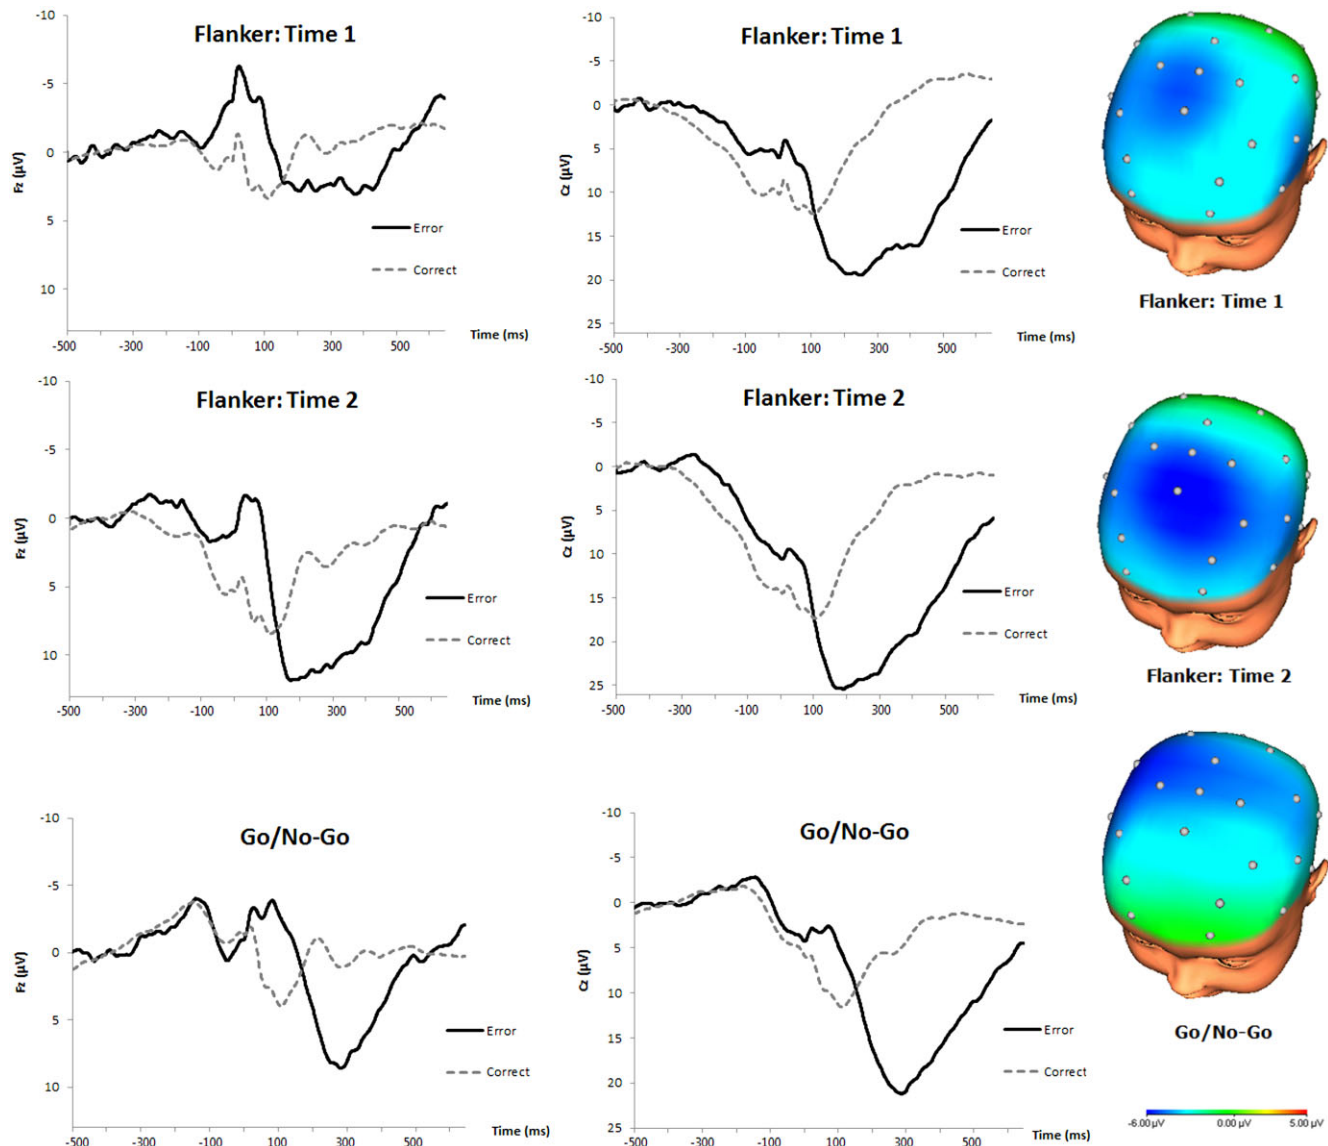 Flanker: Time 1
-10
-5
0
5
10
Fz (µV)
Error
Correct
Time (ms)
-500 -300 -100 100 300 500
Flanker: Time 1
-10
-5
0
5
10
15
20
25
Cz (µV)
Error
Correct
Time (ms)
-500 -300 -100 100 300 500
Flanker: Time 1
Flanker: Time 2
-10
-5
0
5
10
Fz (µV)
Error
Correct
Time (ms)
-500 -300 -100 100 300 500
Flanker: Time 2
-10
-5
0
5
10
15
20
25
Cz (µV)
Error
Correct
Time (ms)
-500 -300 -100 100 300 500
Flanker: Time 2
Go/No-Go
-10
-5
0
5
10
Fz (µV)
Error
Correct
Time (ms)
-500 -300 -100 100 300 500
Go/No-Go
-10
-5
0
5
10
15
20
25
Cz (µV)
Error
Correct
Time (ms)
-500 -300 -100 100 300 500
Go/No-Go
-6.00 µV 0.00 µV 5.00 µV